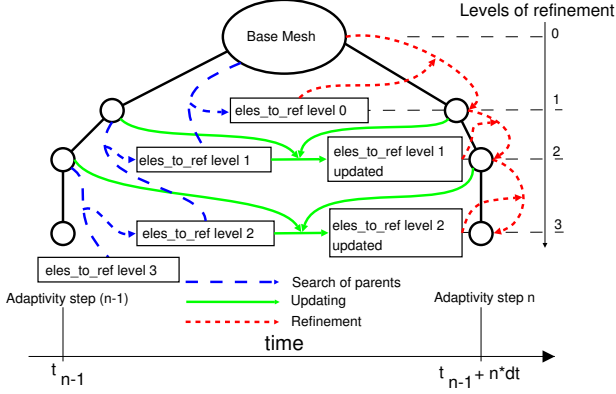 Levels of refinement
Base Mesh
0
eles_to_ref level 0
1
eles_to_ref level 1
eles_to_ref level 1
updated
2
eles_to_ref level 2
eles_to_ref level 2
updated
3
eles_to_ref level 3
Search of parents
Adaptivity step (n-1)
Updating
Adaptivity step n
Refinement
time
t n-1
t n-1 + n*dt